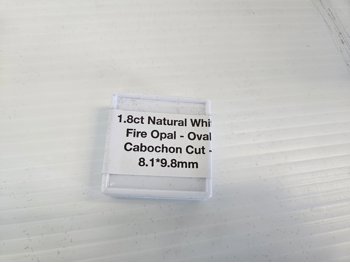 1.8ct Natural Whi
Fire Opal - Oval
Cabochon Cut -
8.1*9.8mm